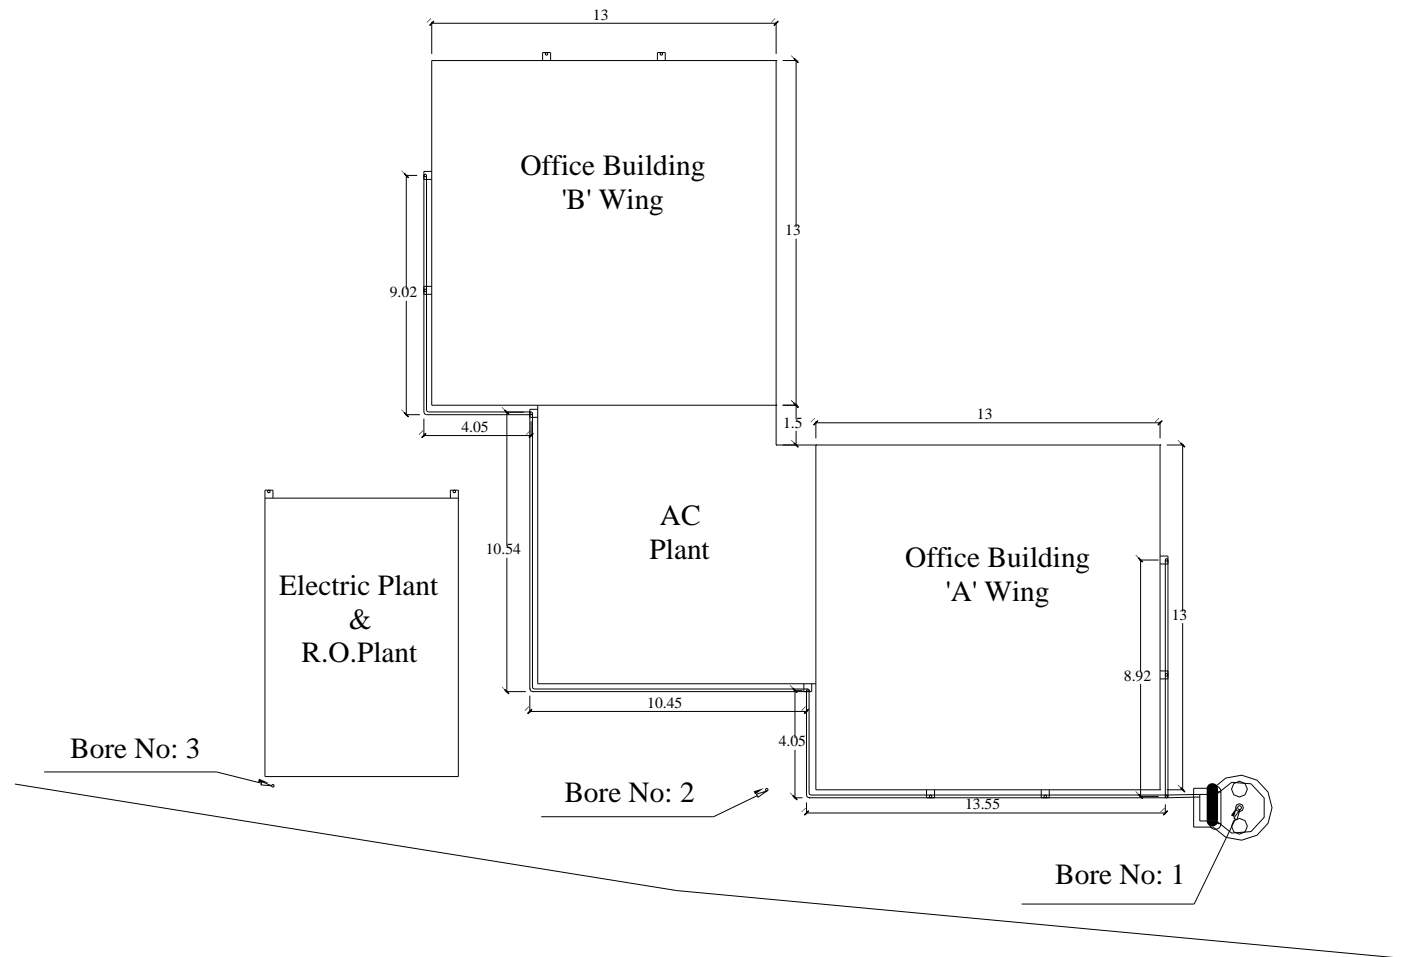 13
Office Building
'B' Wing
13
9.02
4.05
1.5
13
AC
Plant
10.54
Office Building
'A' Wing
Electric Plant
&
R.O.Plant
13
8.92
10.45
4.05
Bore No: 3
Bore No: 2
13.55
Bore No: 1